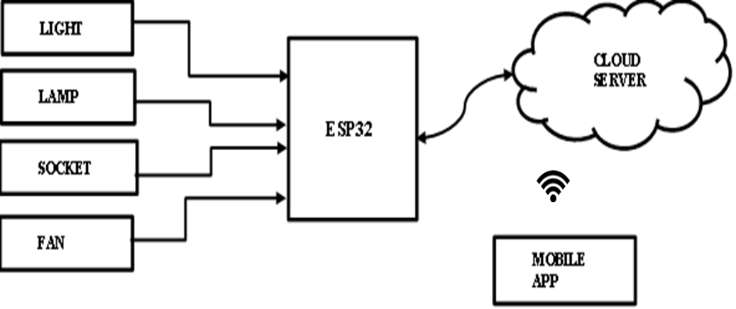 LIGHT
LAMP
SOCKET
FAN
ESP32
CLOUD
SERVER
MOBILE
APP